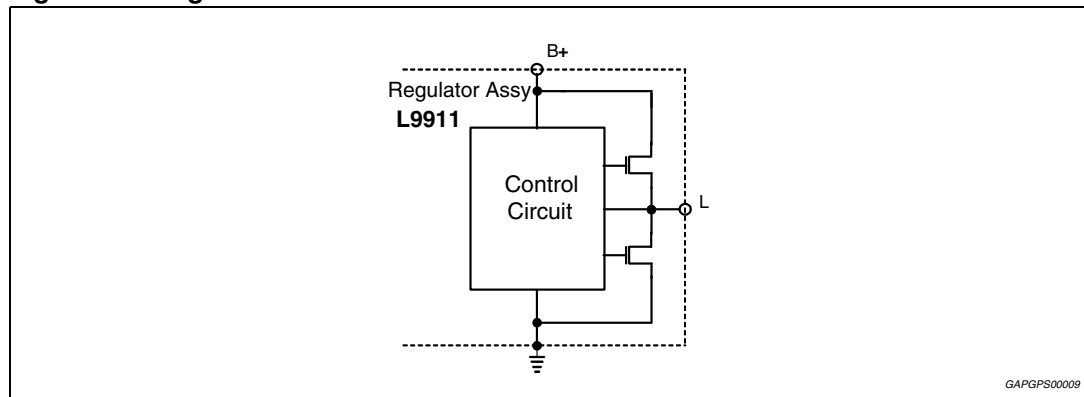 B+
Regulator Assy
L9911
Control
Circuit
L
GAPGPS00009